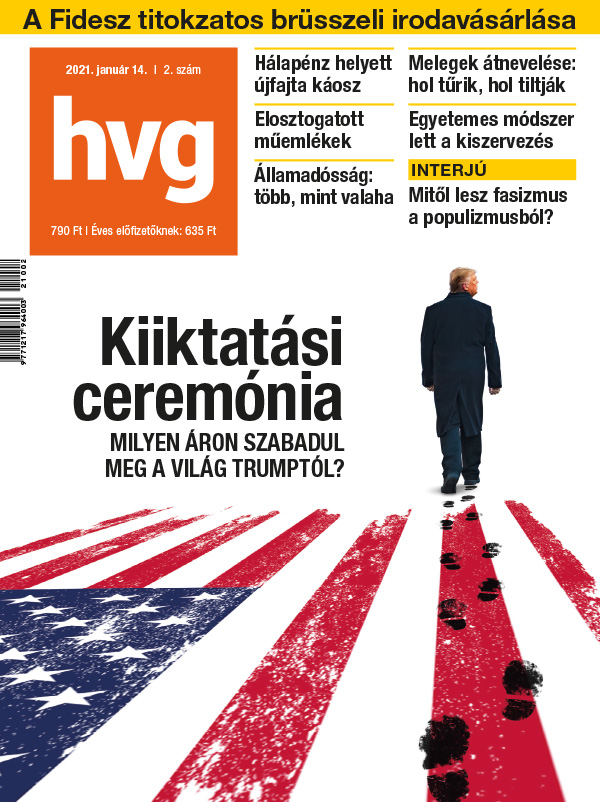 A Fidesz titokzatos brüsszeli irodavásárlása
2021. január 14. I 2. szám
hvg
790 Ft I Éves előfizetőknek: 635 Ft
Hálapénz helyett
újfajta káosz
Elosztogatott
műemlékek
Államadósság:
több, mint valaha
Melegek átnevelése:
hol tűrik, hol tiltják
Egyetemes módszer
lett a kiszervezés
INTERJÚ
Mitől lesz fasizmus
a populizmusból?
21002
9771217964003
Kiiktatási
ceremónia
MILYEN ÁRON SZABADUL
MEG A VILÁG TRUMPTÓL?